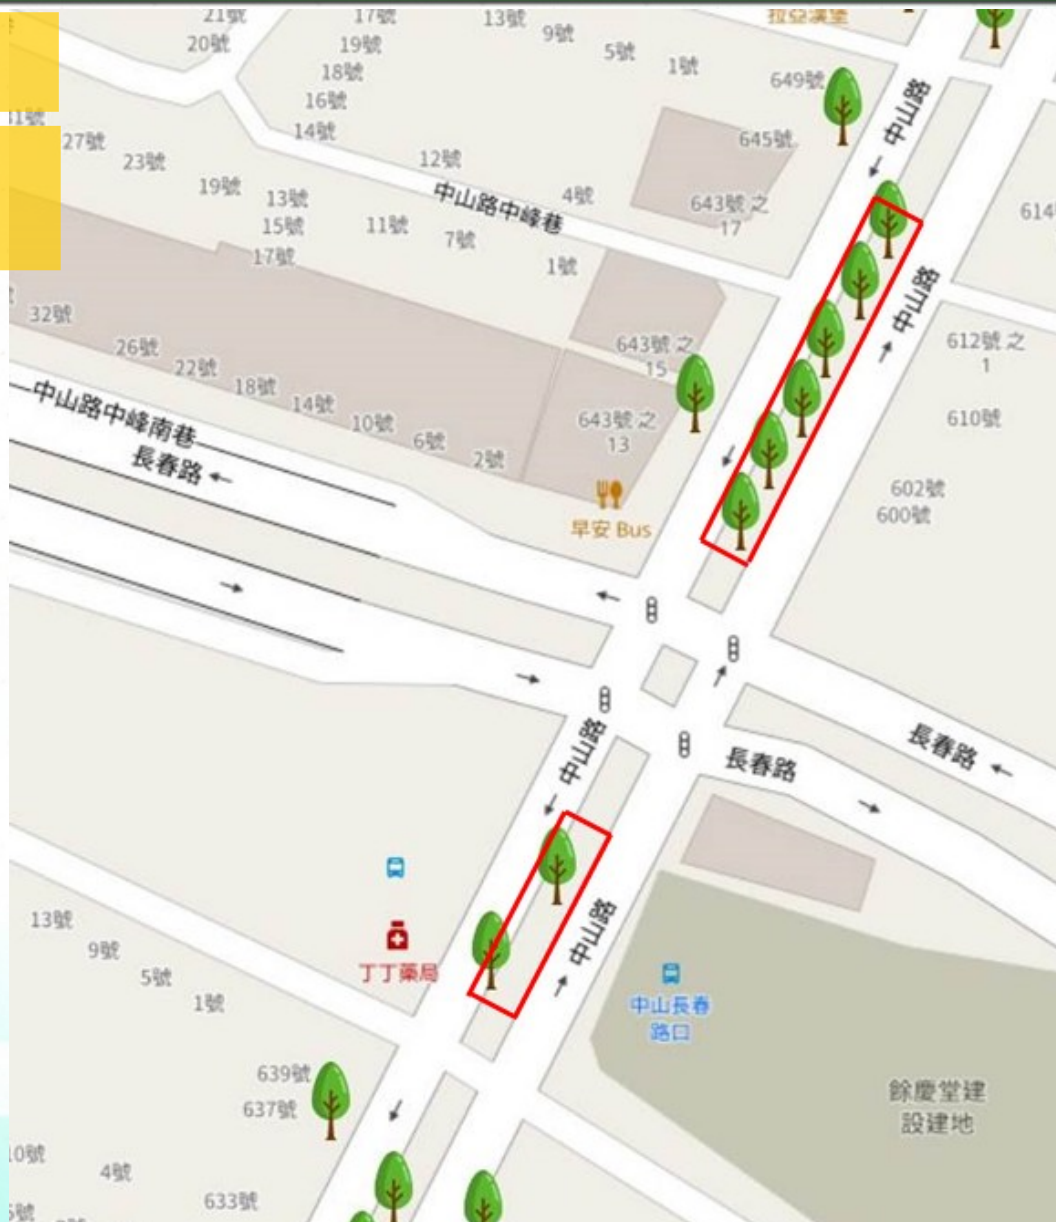 21號
17號
13號
拉亞漢堡
20號
19號
9號
5號
1號
18號
649號
16號
中山路
14號
31號
27號
645號
23號
12號
19號
13號
中山路中峰巷
4號
643號 之
17
15號
11號
7號
17號
1號
中山路
32號
26號
643號 之
15
612號 之
1
22號
18號
14號
中山路中峰南巷
10號
643號 之
13
610號
6號
2號
長春路
602號
600號
早安 Bus
中山路
長春路
長春路
中山路
13號
9號
丁丁藥局
5號
中山長春
路口
1號
639號
637號
餘慶堂建
設建地
4號
633號